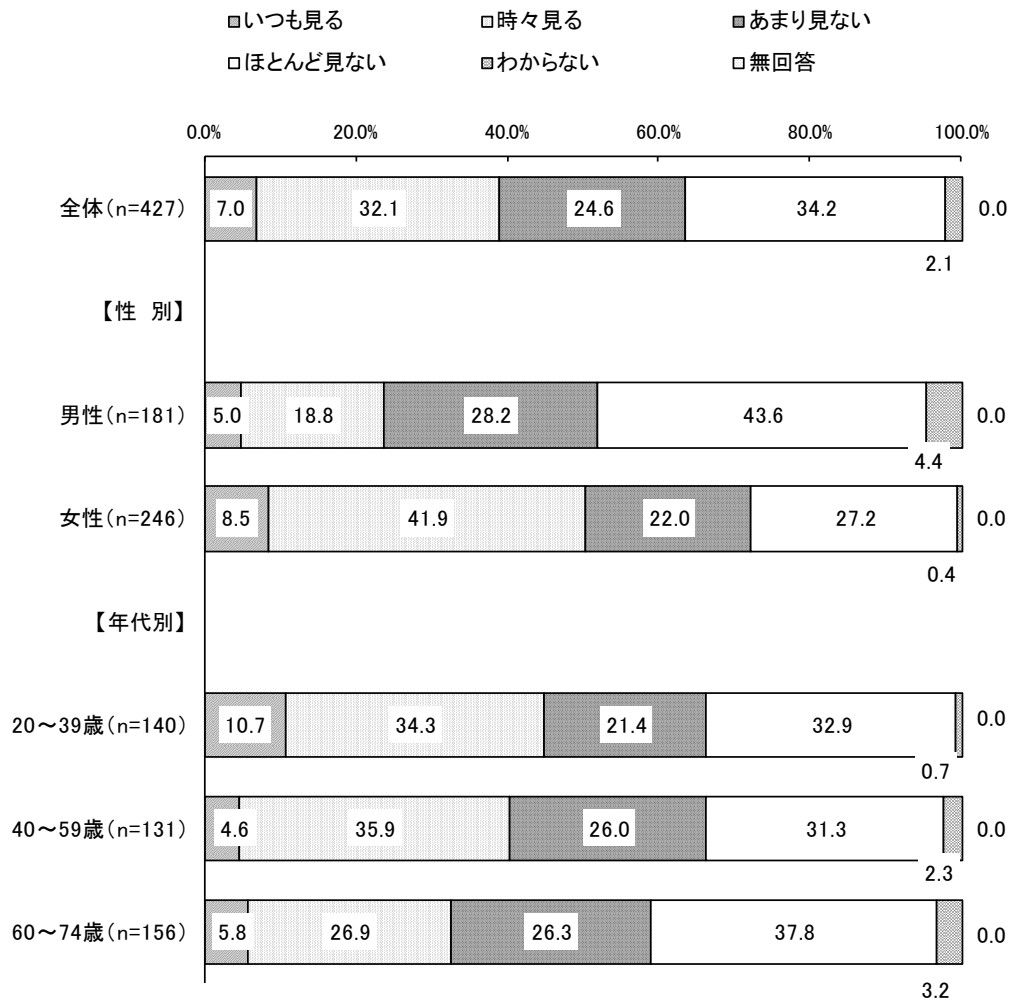 いつも見る 時々見る あまり見ない
ほとんど見ない わからない 無回答
0.0% 20.0% 40.0% 60.0% 80.0% 100.0%
全体(n=427) 7.0 32.1 24.6 34.2 0.0
2.1
【性 別】
男性(n=181) 5.0 18.8 28.2 43.6 0.0
4.4
女性(n=246) 8.5 41.9 22.0 27.2 0.0
0.4
【年代別】
20~39歳(n=140) 10.7 34.3 21.4 32.9 0.0
0.7
40~59歳(n=131) 4.6 35.9 26.0 31.3 0.0
2.3
60~74歳(n=156) 5.8 26.9 26.3 37.8 0.0
3.2